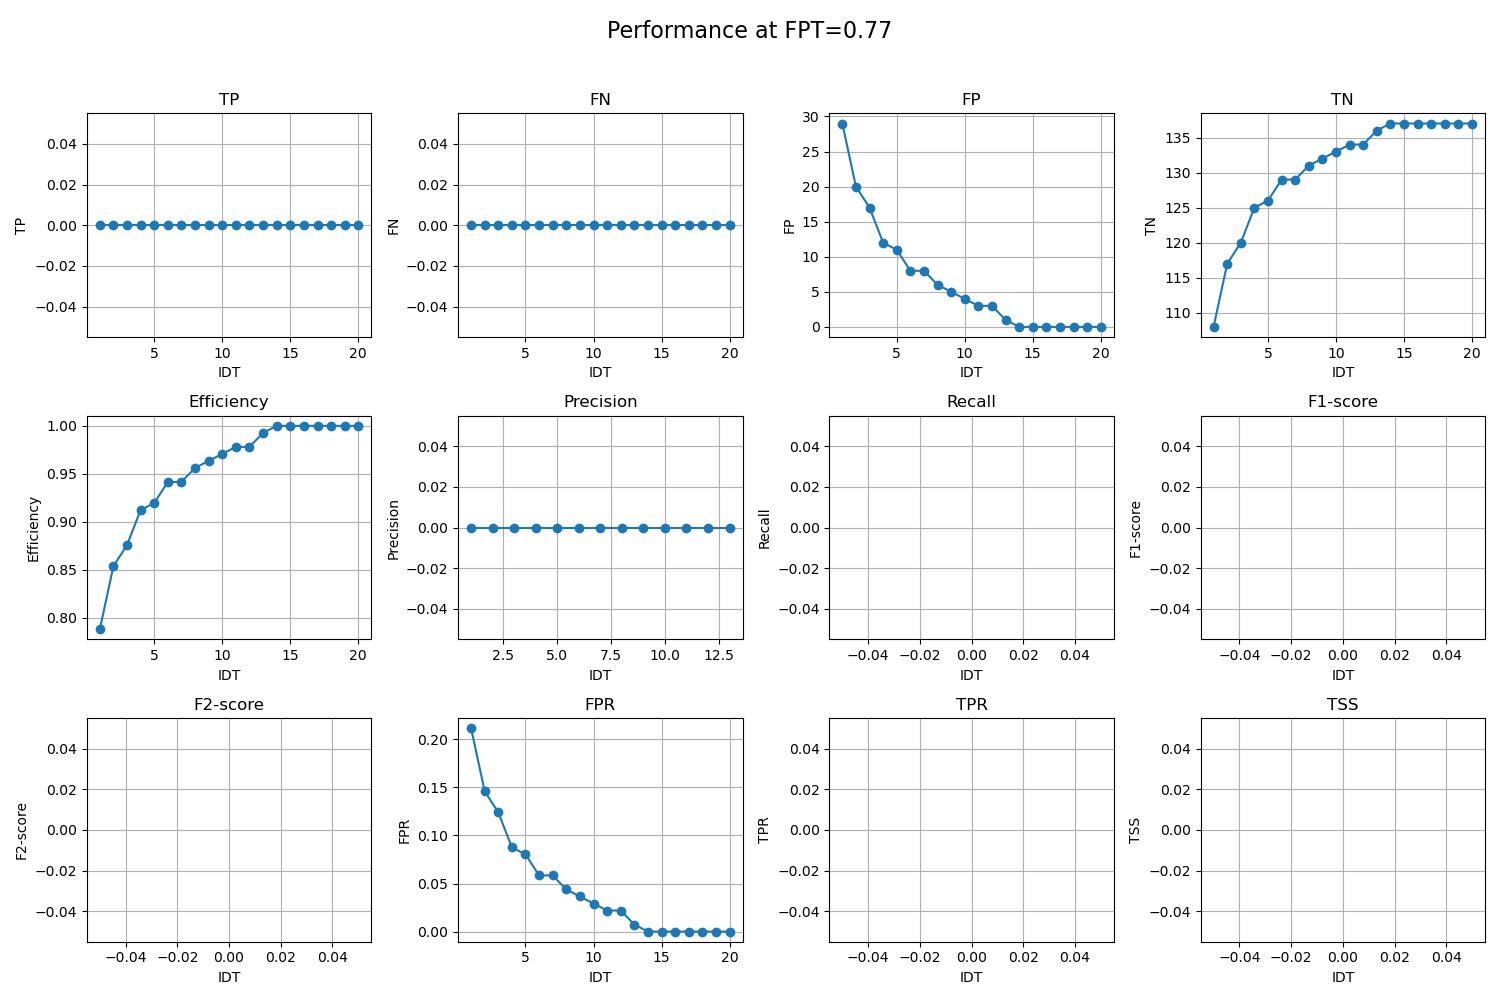 Performance at FPT=0.77
TP
FN
FP
TN
0.04
0.02
0.00
−0.02
−0.04
TP
5 10 15 20
IDT
0.04
0.02
0.00
−0.02
−0.04
FN
5 10 15 20
IDT
30
25
20
15
10
5
0
FP
5 10 15 20
IDT
135
130
125
120
115
110
TN
5 10 15 20
IDT
Efficiency
Precision
Recall
F1-score
1.00
0.95
0.90
0.85
0.80
Efficiency
5 10 15 20
IDT
0.04
0.02
0.00
−0.02
−0.04
Precision
2.5 5.0 7.5 10.0 12.5
IDT
0.04
0.02
0.00
−0.02
−0.04
Recall
−0.04 −0.02 0.00 0.02 0.04
IDT
0.04
0.02
0.00
−0.02
−0.04
F1-score
−0.04 −0.02 0.00 0.02 0.04
IDT
F2-score
FPR
TPR
TSS
0.04
0.02
0.00
−0.02
−0.04
F2-score
−0.04 −0.02 0.00 0.02 0.04
IDT
0.20
0.15
0.10
0.05
0.00
FPR
5 10 15 20
IDT
0.04
0.02
0.00
−0.02
−0.04
TPR
−0.04 −0.02 0.00 0.02 0.04
IDT
0.04
0.02
0.00
−0.02
−0.04
TSS
−0.04 −0.02 0.00 0.02 0.04
IDT